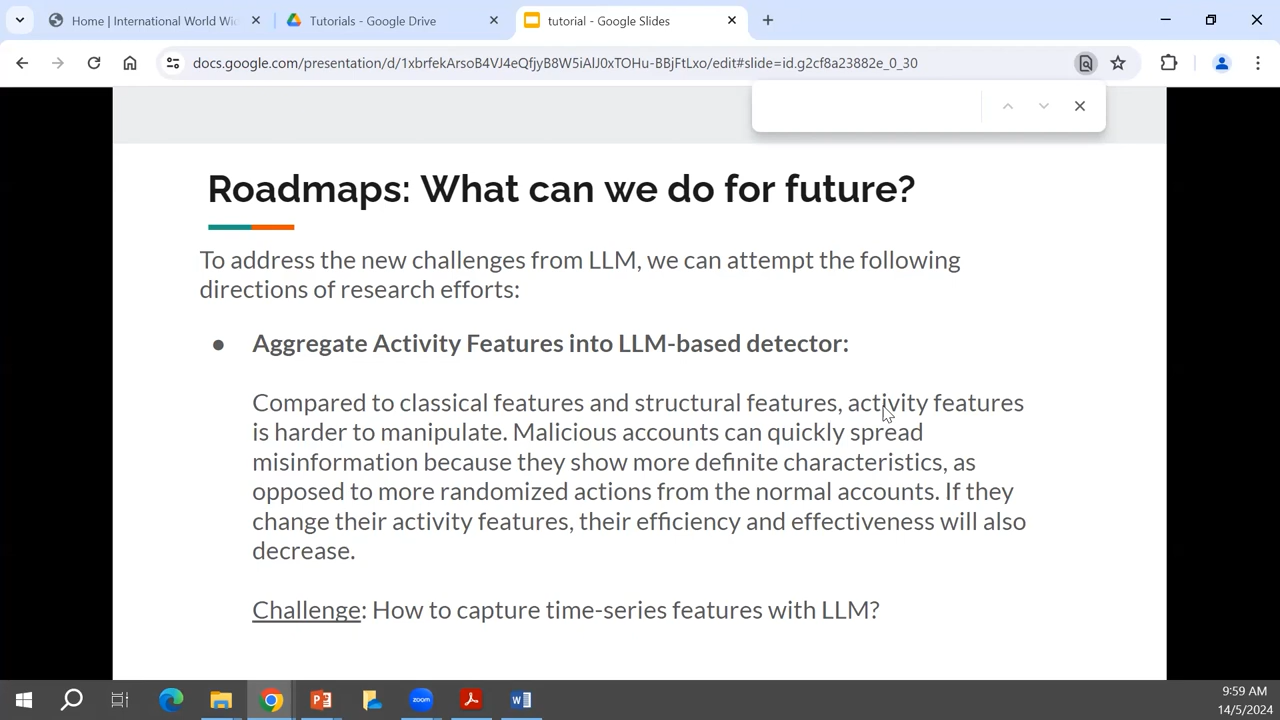 Home | International World Wi
Tutorials - Google Drive
tutorial - Google Slides
docs.google.com/presentation/d/1xbrfekArsSB4VJ4eQfjyB8W5iAlJ0xTOHu-BBjFtLxo/edit#slide=id.g2cf8a23882e_0_30
Roadmaps: What can we do for future?
To address the new challenges from LLM, we can attempt the following
directions of research efforts:
● Aggregate Activity Features into LLM-based detector:
Compared to classical features and structural features, activity features
is harder to manipulate. Malicious accounts can quickly spread
misinformation because they show more definite characteristics, as
opposed to more randomized actions from the normal accounts. If they
change their activity features, their efficiency and effectiveness will also
decrease.
Challenge: How to capture time-series features with LLM?
zoom
9:59 AM
14/5/2024